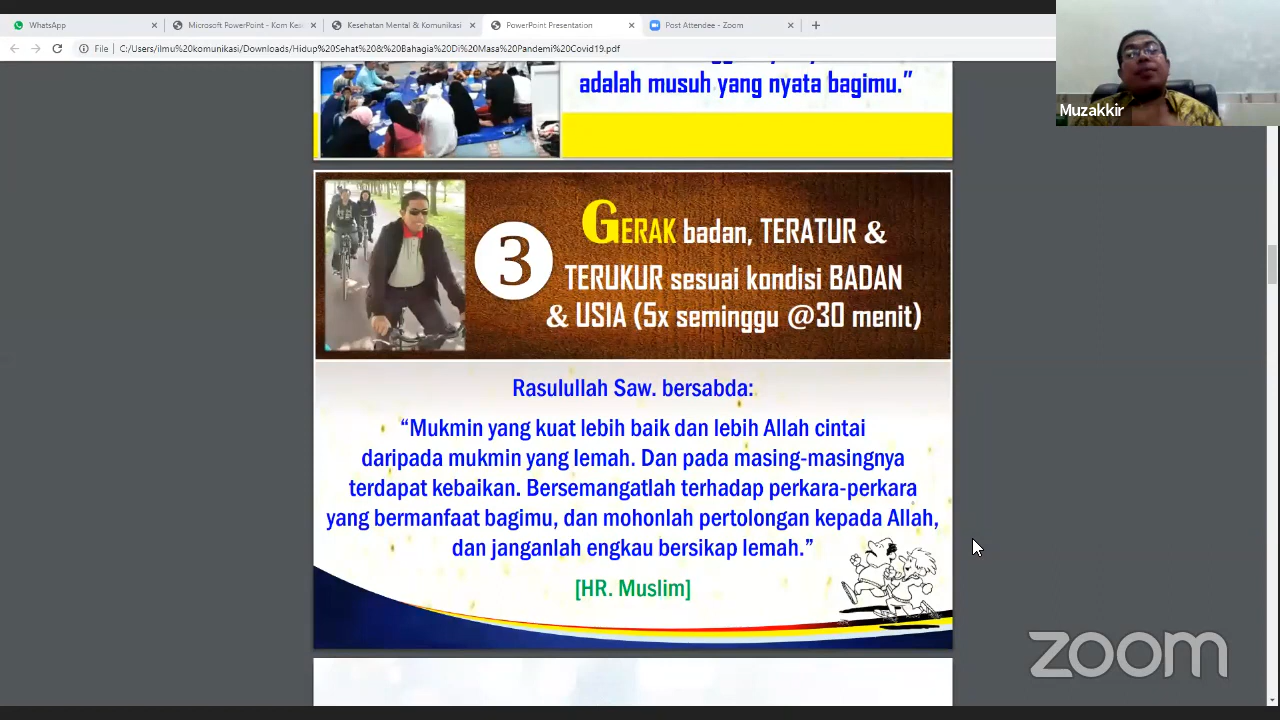 WhatsApp
Microsoft PowerPoint - Kom Kese
Kesehatan Mental & Komunikasi
PowerPoint Presentation
Post Attendee - Zoom
File
C:/Users/ilmu%20komunikasi/Downloads/Hidup%20Sehat%20&%20Bahagia%20Di%20Masa%20Pandemi%20Covid19.pdf
Muzakkir
adalah musuh yang nyata bagimu.”
3
GERAK badan, TERATUR &
TERUKUR sesuai kondisi BADAN
& USIA (5x seminggu @30 menit)
Rasulullah Saw. bersabda:
“Mukmin yang kuat lebih baik dan lebih Allah cintai
daripada mukmin yang lemah. Dan pada masing-masingnya
terdapat kebaikan. Bersemangatlah terhadap perkara-perkara
yang bermanfaat bagimu, dan mohonlah pertolongan kepada Allah,
dan janganlah engkau bersikap lemah.”
[HR. Muslim]
zoom